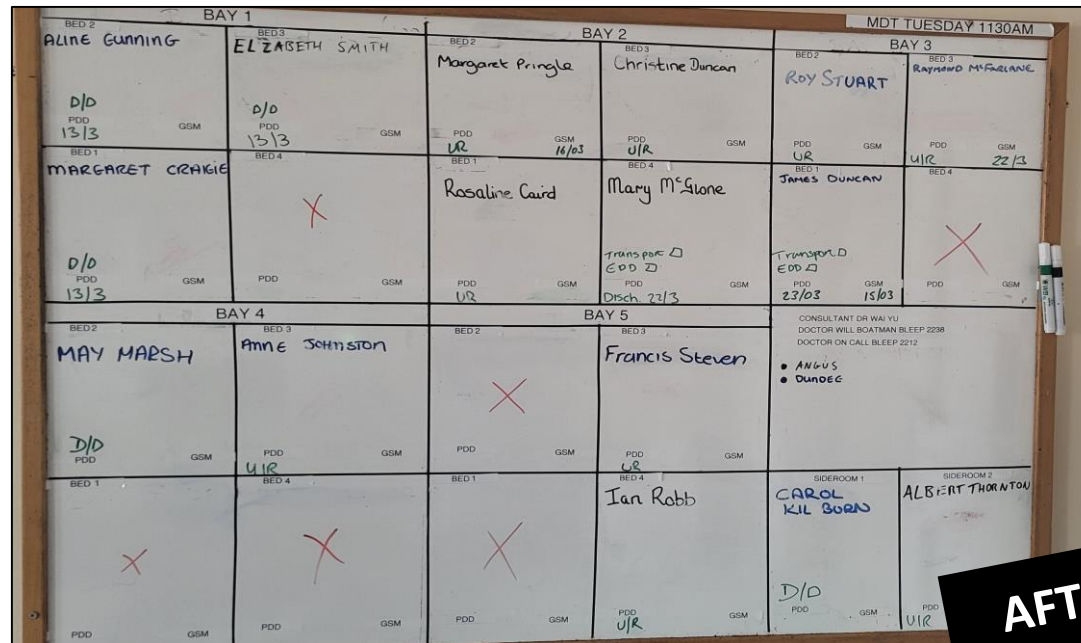 MDT TUESDAY 1130AM
BAY 1
BED 2
ALINE GUNNING
D/D
PDD GSM
13/3
BED 3
ELZABETH SMITH
D/D
PDD GSM
13/3
BED 1
MARGARET CRAIGIE
D/D
PDD GSM
13/3
BED 4
X
PDD GSM
BAY 2
BED 2
Margaret Pringle
PDD GSM
UR 16/03
BED 3
Christine Duncan
PDD GSM
U/R
BED 1
Rosaline Caird
PDD GSM
UR
BED 4
Mary McGlone
Transport
EDD
PDD GSM
Disch. 22/3
BAY 3
BED 2
ROY STUART
PDD GSM
UR
BED 3
RAYMOND McFARLANE
PDD GSM
U/R 22/3
BED 1
JAMES DUNCAN
Transport
EDD
PDD GSM
23/03 15/03
BED 4
X
PDD GSM
BAY 4
BED 2
MAY MARSH
D/D
PDD GSM
BED 3
ANNE JOHNSTON
PDD GSM
U/R
BED 1
X
PDD GSM
BED 4
X
PDD GSM
BAY 5
BED 2
X
PDD GSM
BED 3
Francis Steven
PDD GSM
UR
BED 1
X
PDD GSM
BED 4
Ian Robb
PDD GSM
U/R
CONSULTANT DR WAI YU
DOCTOR WILL BOATMAN BLEEP 2238
DOCTOR ON CALL BLEEP 2212
• ANGUS
• DUNDEE
SIDEROOM 1
CAROL
KILBURN
D/D
PDD GSM
SIDEROOM 2
ALBERT THORNTON
PDD
U/R
AFT